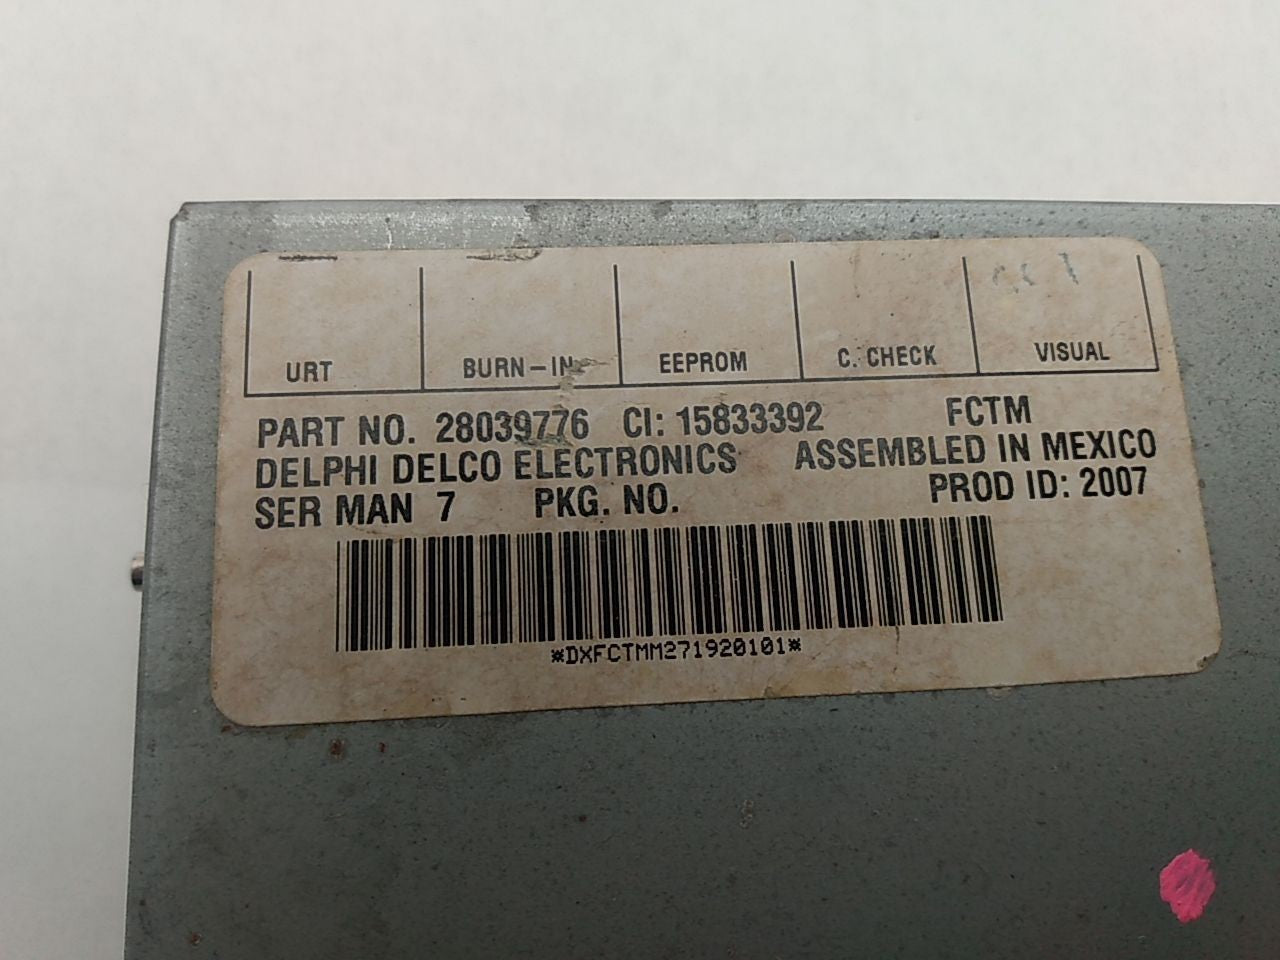 URT BURN-IN EEPROM C. CHECK VISUAL
PART NO. 28039776 CI: 15833392 FCTM
DELPHI DELCO ELECTRONICS ASSEMBLED IN MEXICO
SER MAN 7 PKG. NO. PROD ID: 2007
*DXFCTMM271920101*